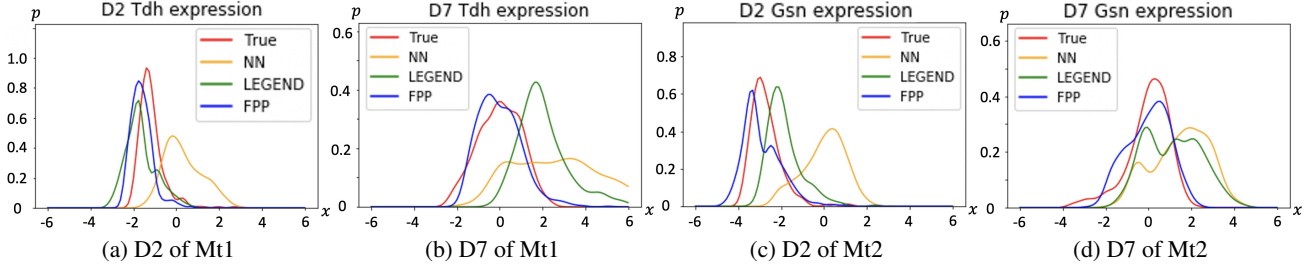 p
D2 Tdh expression
1.0
0.8
0.6
0.4
0.2
0
-6 -4 -2 0 2 4 6 x
True
NN
LEGEND
FPP
(a) D2 of Mt1
p
D7 Tdh expression
0.6
0.4
0.2
0
-6 -4 -2 0 2 4 6 x
True
NN
LEGEND
FPP
(b) D7 of Mt1
p
D2 Gsn expression
0.8
0.6
0.4
0.2
0
-6 -4 -2 0 2 4 6 x
True
NN
LEGEND
FPP
(c) D2 of Mt2
p
D7 Gsn expression
0.6
0.4
0.2
0
-6 -4 -2 0 2 4 6 x
True
NN
LEGEND
FPP
(d) D7 of Mt2